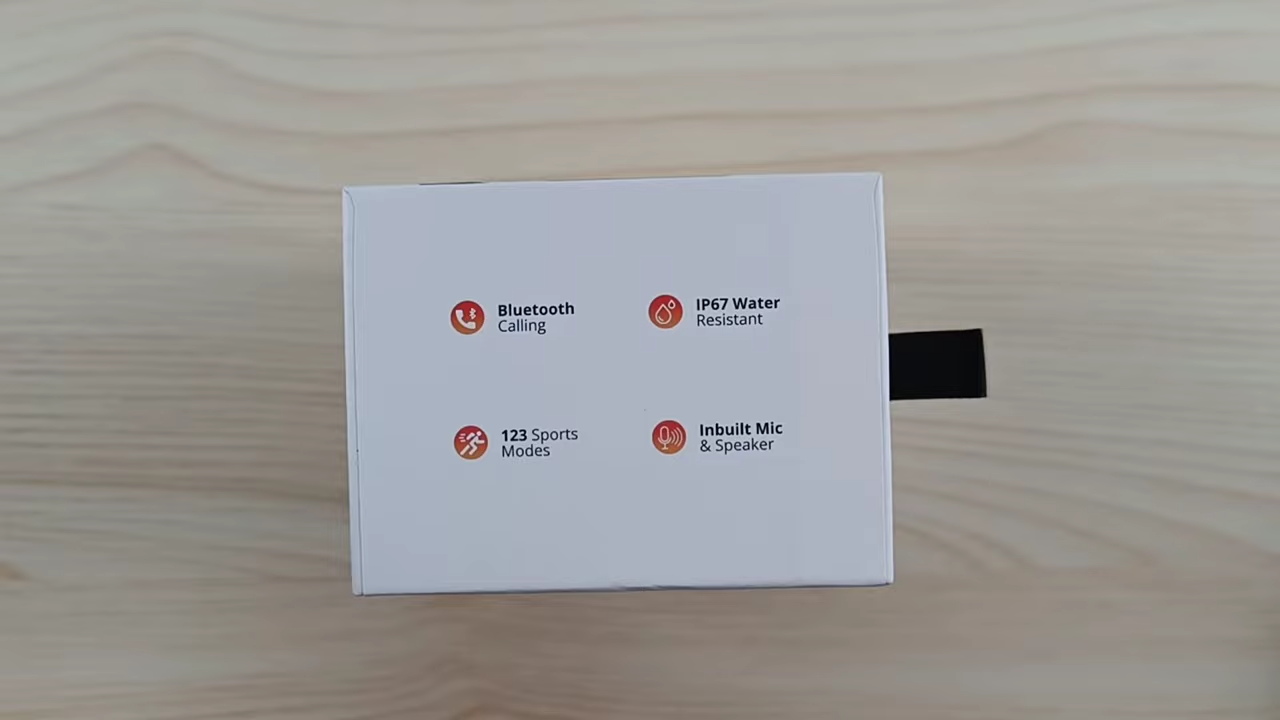 Bluetooth
Calling
IP67 Water
Resistant
123 Sports
Modes
Inbuilt Mic
& Speaker